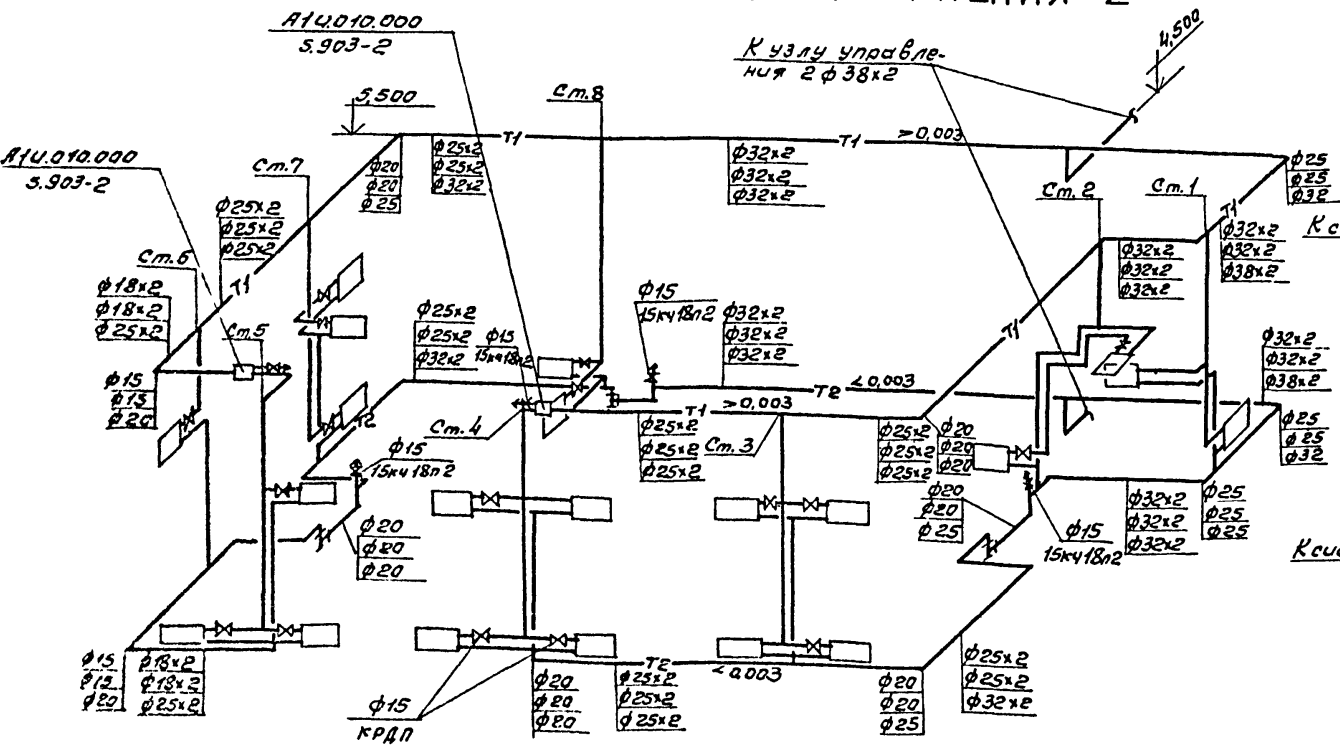 А14.010.000
5.903-2
К узлу управле-
ния 2 ф38х2
4,500
5,500
Ст.8
Т1
Т1
>0,003
А14.010.000
5.903-2
Ст.7
ф20
ф20
ф25
ф25х2
ф25х2
ф32х2
ф32х2
ф32х2
ф32х2
Ст.2
Ст.1
ф25
ф25
ф32
К с
ф25х2
ф25х2
ф25х2
Т1
Ст.6
Т1
ф32х2
ф32х2
ф38х2
ф32х2
ф32х2
ф32х2
ф18х2
ф18х2
ф25х2
Ст.5
ф25х2
ф25х2
ф32х2
ф15
15кч18п2
ф15
15кч18п2
ф32х2
ф32х2
ф32х2
Т1
ф32х2
ф32х2
ф38х2
ф15
ф15
ф20
Т2
<0,003
Т1
>0,003
Т2
Ст.4
Ст.3
ф25х2
ф25х2
ф25х2
ф25х2
ф25х2
ф25х2
ф20
ф20
ф20
ф25
ф25
ф32
ф15
15кч18п2
ф20
ф20
ф25
ф32х2
ф32х2
ф32х2
ф25
ф25
ф25
ф20
ф20
ф20
ф15
15кч18п2
К сис
ф15
ф15
ф20
ф18х2
ф18х2
ф25х2
Т2
<0,003
ф20
ф20
ф20
ф25х2
ф25х2
ф25х2
ф20
ф20
ф25
ф25х2
ф25х2
ф32х2
ф15
КРДП